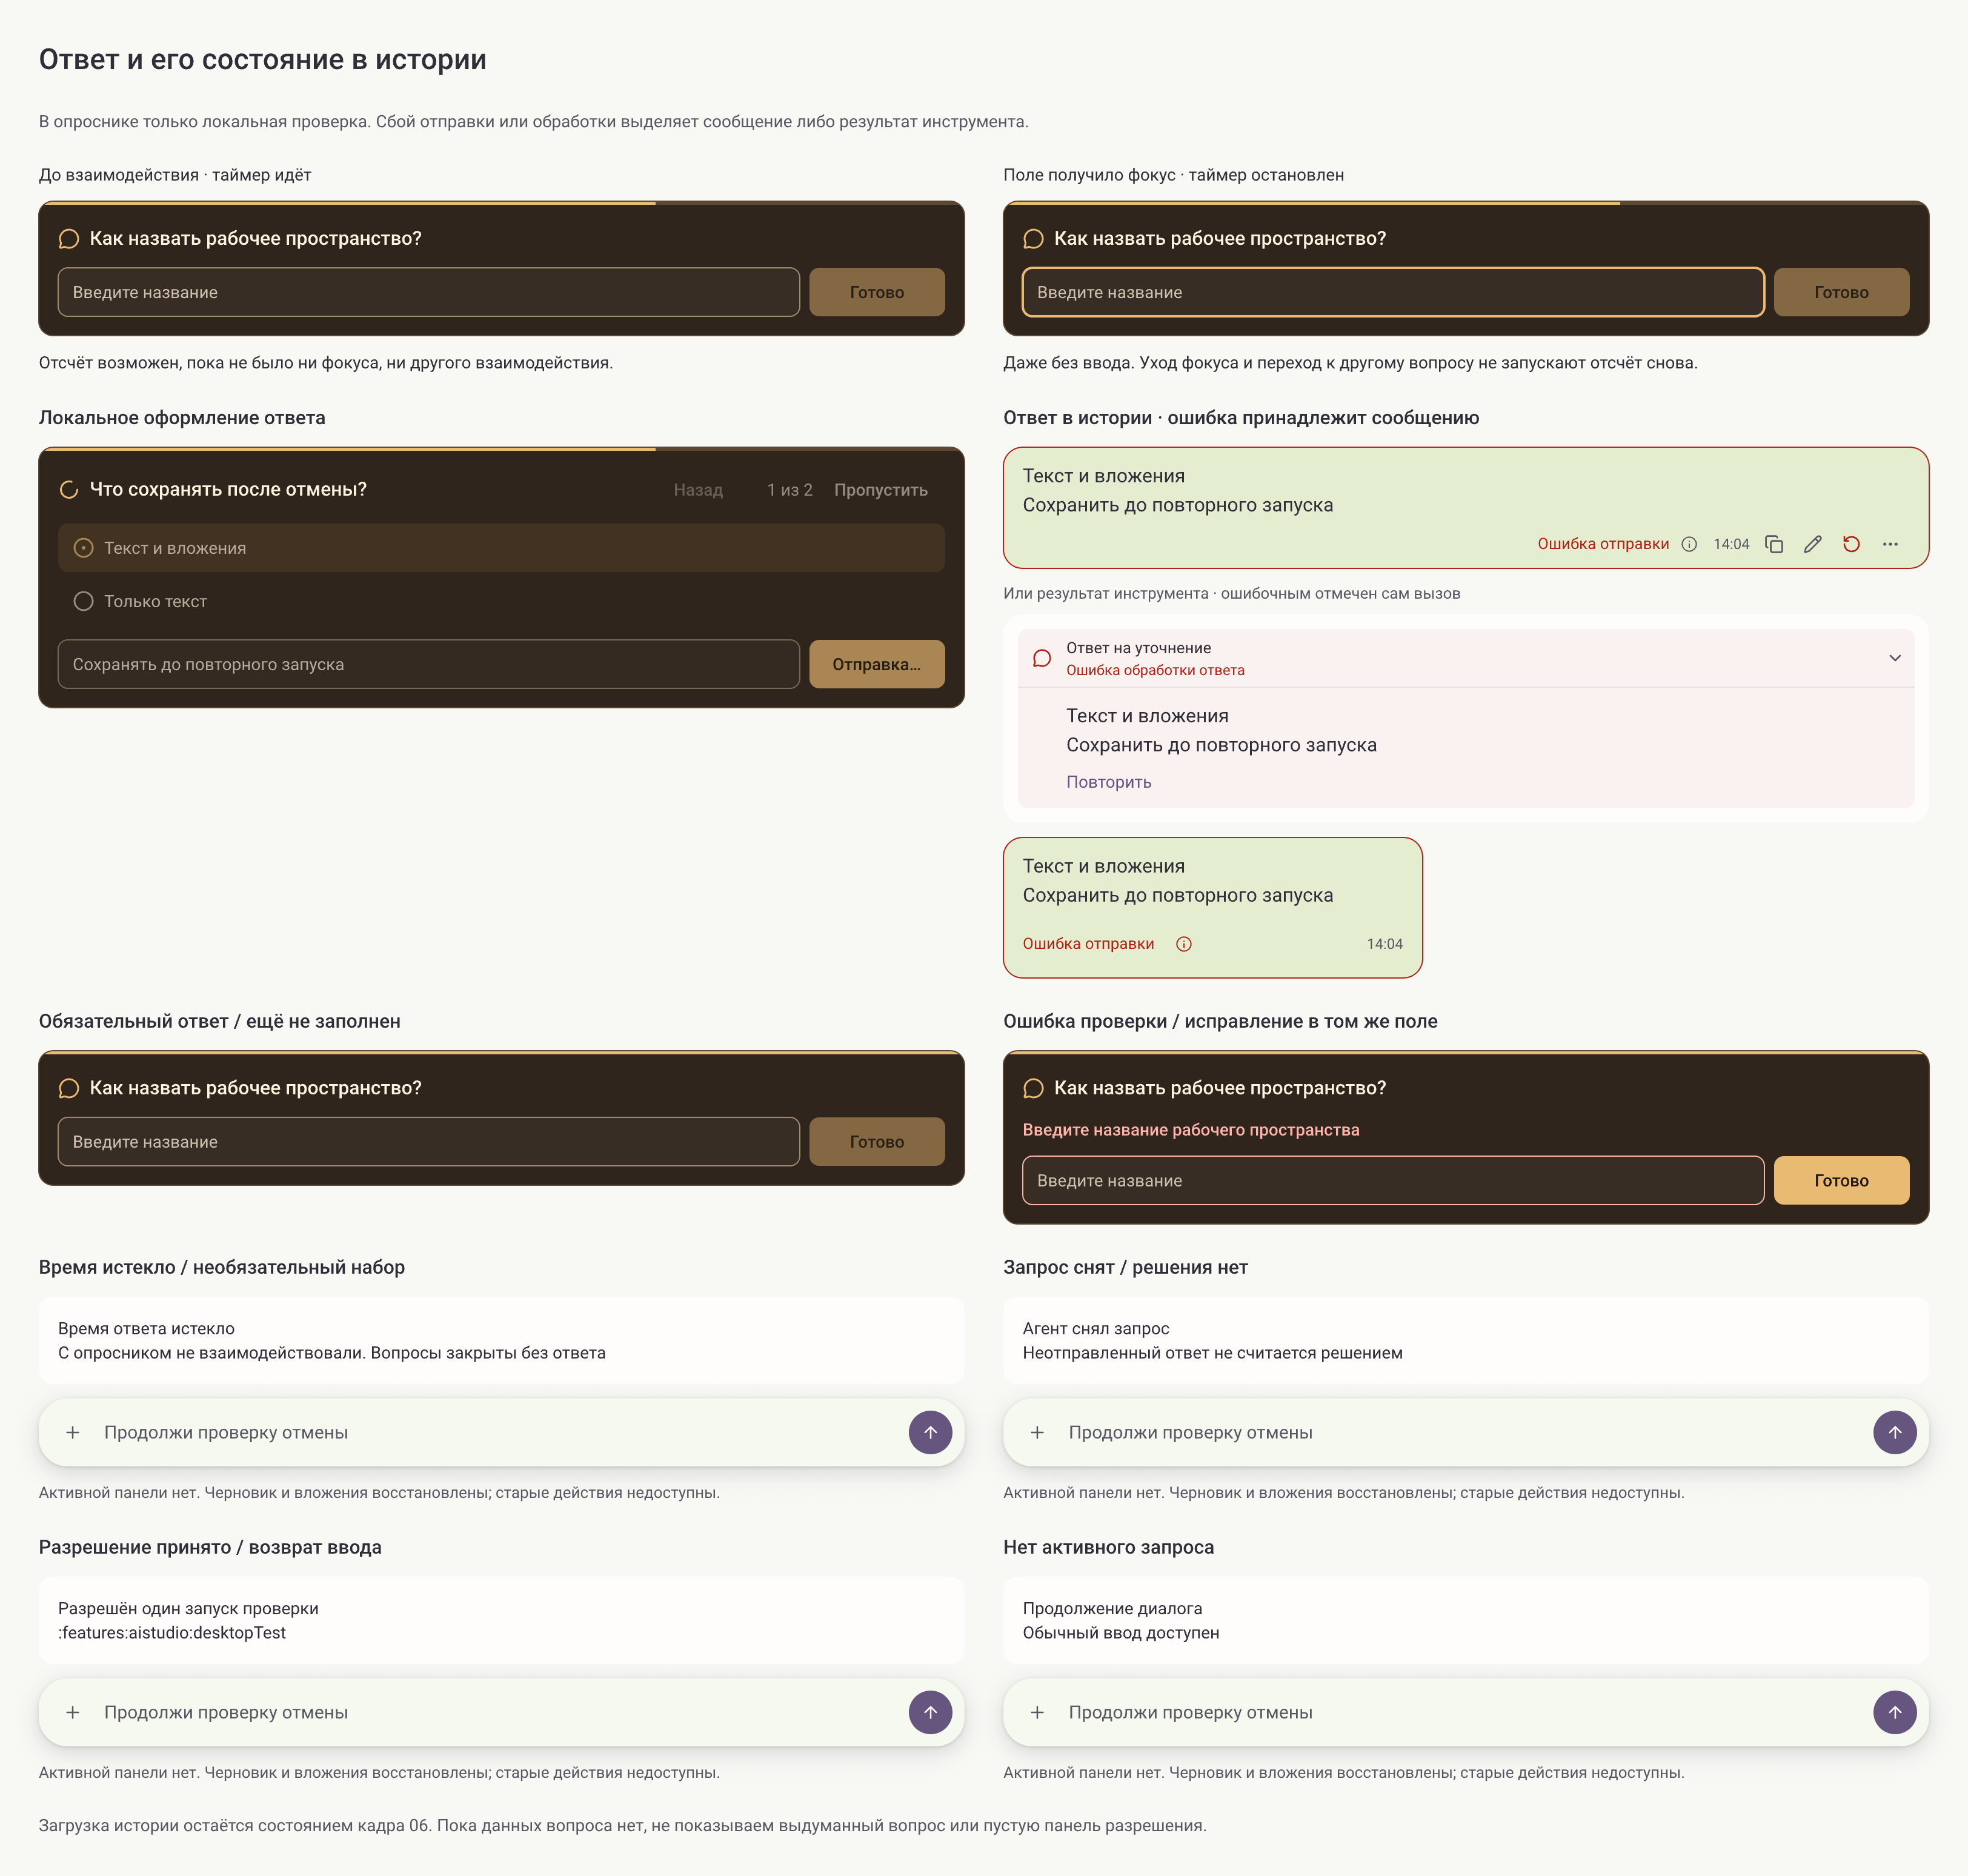 Ответ и его состояние в истории
В опроснике только локальная проверка. Сбой отправки или обработки выделяет сообщение либо результат инструмента.
До взаимодействия · таймер идёт
Как назвать рабочее пространство?
Введите название
Готово
Отсчёт возможен, пока не было ни фокуса, ни другого взаимодействия.
Поле получило фокус · таймер остановлен
Как назвать рабочее пространство?
Введите название
Готово
Даже без ввода. Уход фокуса и переход к другому вопросу не запускают отсчёт снова.
Локальное оформление ответа
Что сохранять после отмены?
Назад
1 из 2
Пропустить
Текст и вложения
Только текст
Сохранять до повторного запуска
Отправка...
Ответ в истории · ошибка принадлежит сообщению
Текст и вложения
Сохранить до повторного запуска
Ошибка отправки
14:04
Или результат инструмента · ошибочным отмечен сам вызов
Ответ на уточнение
Ошибка обработки ответа
Текст и вложения
Сохранить до повторного запуска
Повторить
Текст и вложения
Сохранить до повторного запуска
Ошибка отправки
14:04
Обязательный ответ / ещё не заполнен
Как назвать рабочее пространство?
Введите название
Готово
Ошибка проверки / исправление в том же поле
Как назвать рабочее пространство?
Введите название рабочего пространства
Введите название
Готово
Время истекло / необязательный набор
Время ответа истекло
С опросником не взаимодействовали. Вопросы закрыты без ответа
Продолжи проверку отмены
Активной панели нет. Черновик и вложения восстановлены; старые действия недоступны.
Запрос снят / решения нет
Агент снял запрос
Неотправленный ответ не считается решением
Продолжи проверку отмены
Активной панели нет. Черновик и вложения восстановлены; старые действия недоступны.
Разрешение принято / возврат ввода
Разрешён один запуск проверки
:features:aistudio:desktopTest
Продолжи проверку отмены
Активной панели нет. Черновик и вложения восстановлены; старые действия недоступны.
Нет активного запроса
Продолжение диалога
Обычный ввод доступен
Продолжи проверку отмены
Активной панели нет. Черновик и вложения восстановлены; старые действия недоступны.
Загрузка истории остаётся состоянием кадра 06. Пока данных вопроса нет, не показываем выдуманный вопрос или пустую панель разрешения.